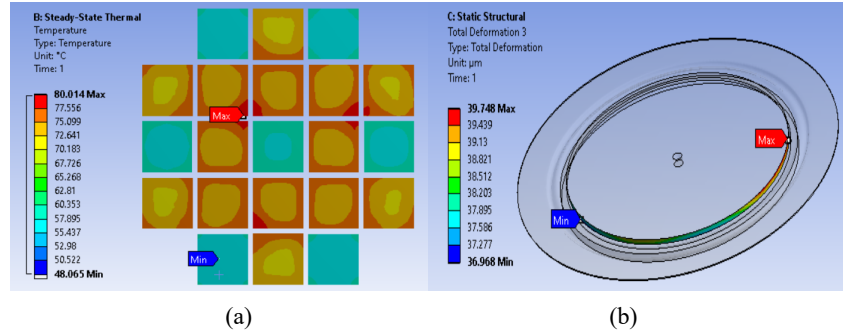 B: Steady-State Thermal
Temperature
Type: Temperature
Unit: °C
Time: 1
80.014 Max
77.556
75.099
72.641
70.183
67.726
65.268
62.81
60.353
57.895
55.437
52.98
50.522
48.065 Min
Max
Min
C: Static Structural
Total Deformation 3
Type: Total Deformation
Unit: µm
Time: 1
39.748 Max
39.439
39.13
38.821
38.512
38.203
37.895
37.586
37.277
36.968 Min
Max
Min
(a)
(b)